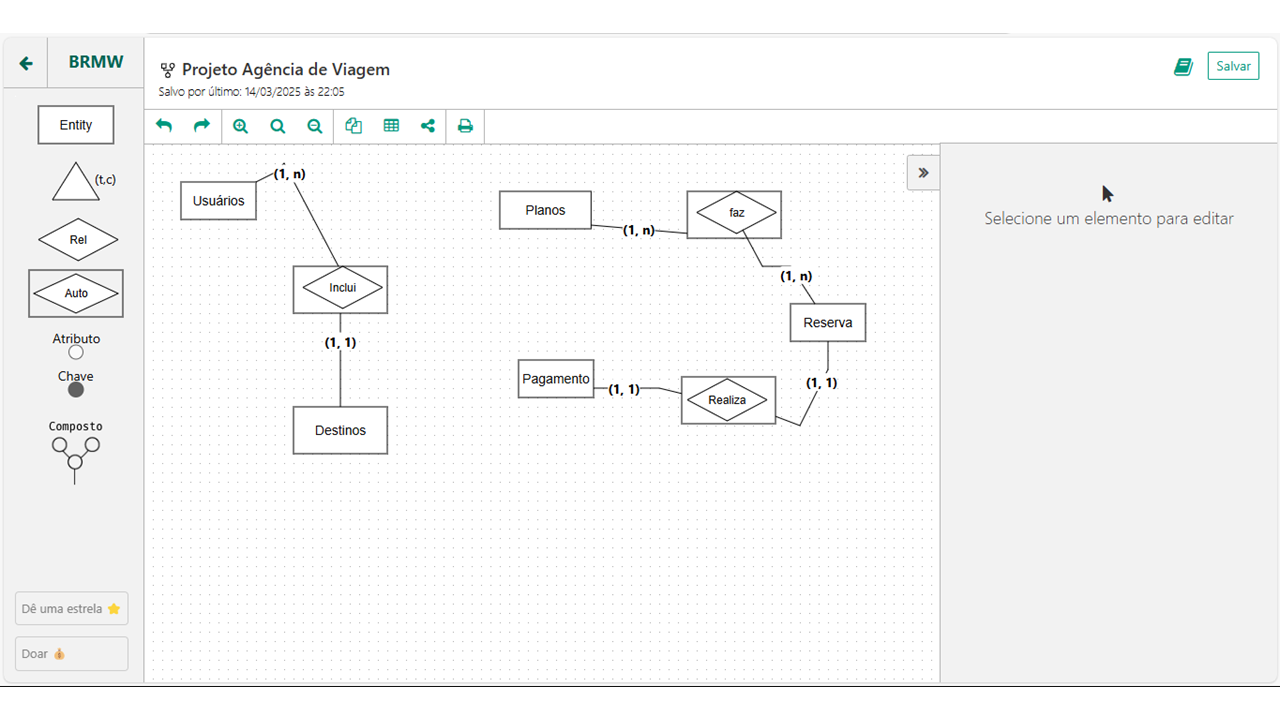 BRMW
Projeto Agência de Viagem
Salvo por último: 14/03/2025 às 22:05
Salvar
Entity
(t,c)
Rel
Auto
Atributo
Chave
Composto
Dê uma estrela
Doar
Usuários
(1, n)
Inclui
(1, 1)
Destinos
Planos
(1, n)
faz
(1, n)
Reserva
Pagamento
(1, 1)
Realiza
(1, 1)
Selecione um elemento para editar